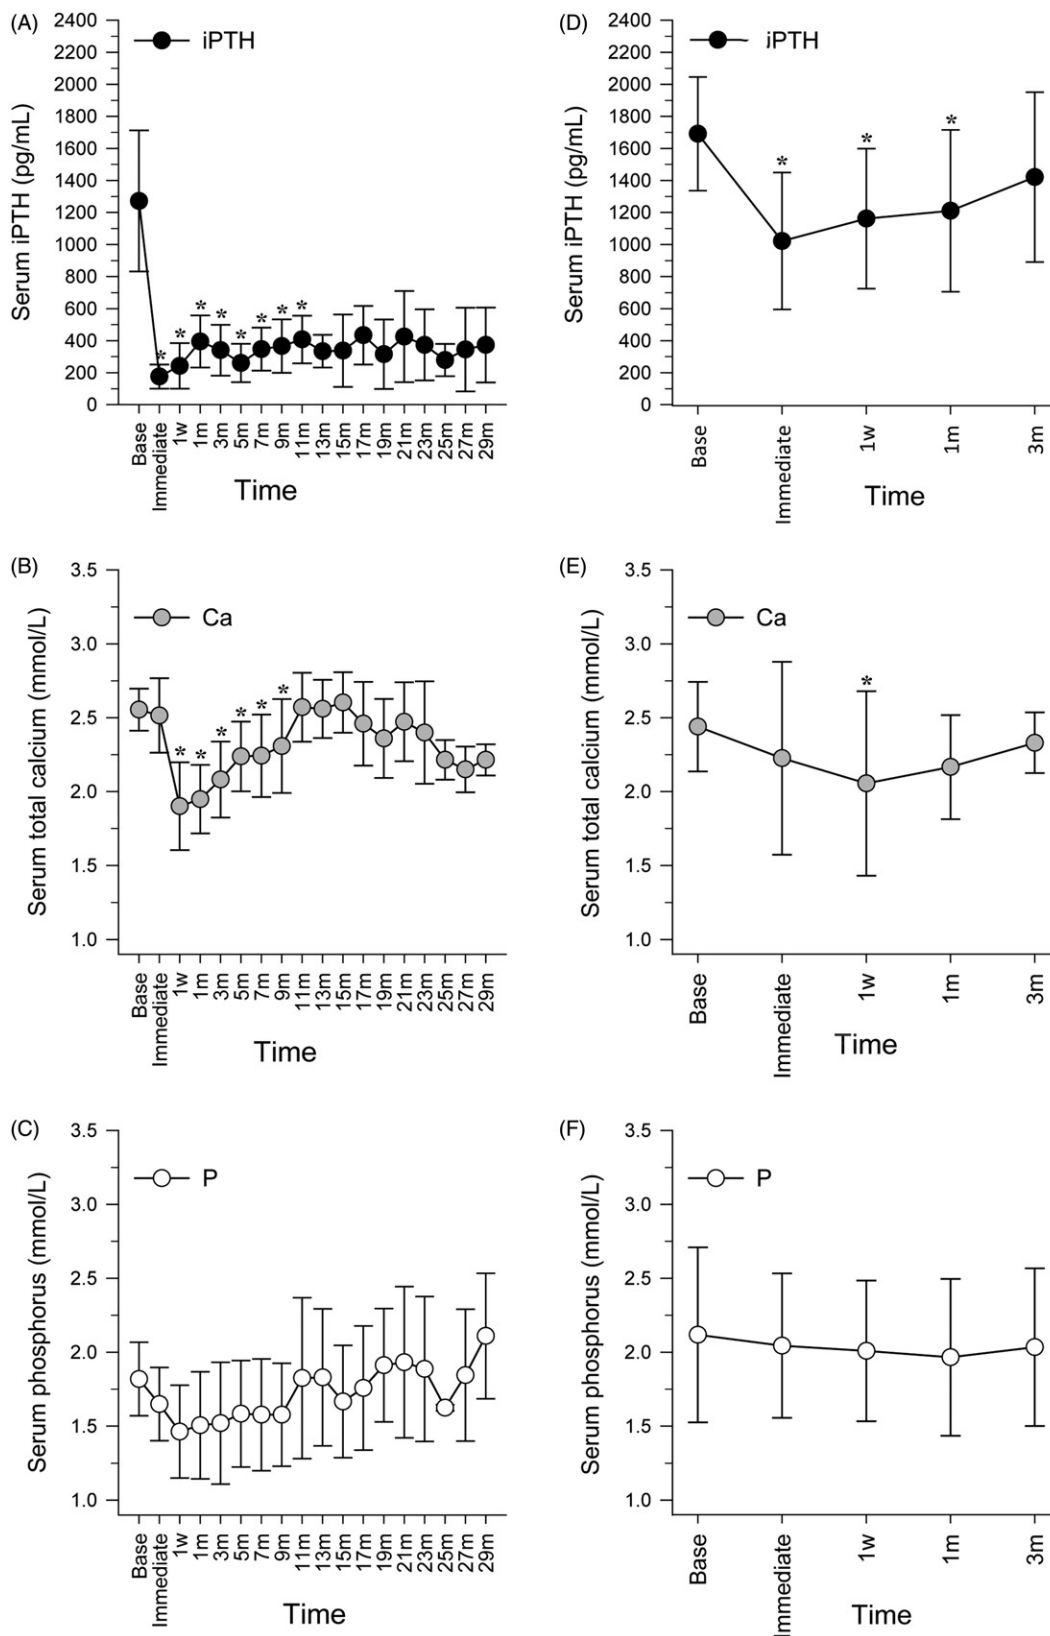 (A)
2400
2200
2000
1800
1600
1400
1200
1000
800
600
400
200
0
Serum iPTH (pg/mL)
iPTH
* * * * * * * * *
Base
Immediate
1w
1m
3m
5m
7m
9m
11m
13m
15m
17m
19m
21m
23m
25m
27m
29m
Time
(D)
2400
2200
2000
1800
1600
1400
1200
1000
800
600
400
200
0
Serum iPTH (pg/mL)
iPTH
* * *
Base
Immediate
1w
1m
3m
Time
(B)
3.5
3.0
2.5
2.0
1.5
1.0
Serum total calcium (mmol/L)
Ca
* * * * * *
Base
Immediate
1w
1m
3m
5m
7m
9m
11m
13m
15m
17m
19m
21m
23m
25m
27m
29m
Time
(E)
3.5
3.0
2.5
2.0
1.5
1.0
Serum total calcium (mmol/L)
Ca
*
Base
Immediate
1w
1m
3m
Time
(C)
3.5
3.0
2.5
2.0
1.5
1.0
Serum phosphorus (mmol/L)
P
Base
Immediate
1w
1m
3m
5m
7m
9m
11m
13m
15m
17m
19m
21m
23m
25m
27m
29m
Time
(F)
3.5
3.0
2.5
2.0
1.5
1.0
Serum phosphorus (mmol/L)
P
Base
Immediate
1w
1m
3m
Time